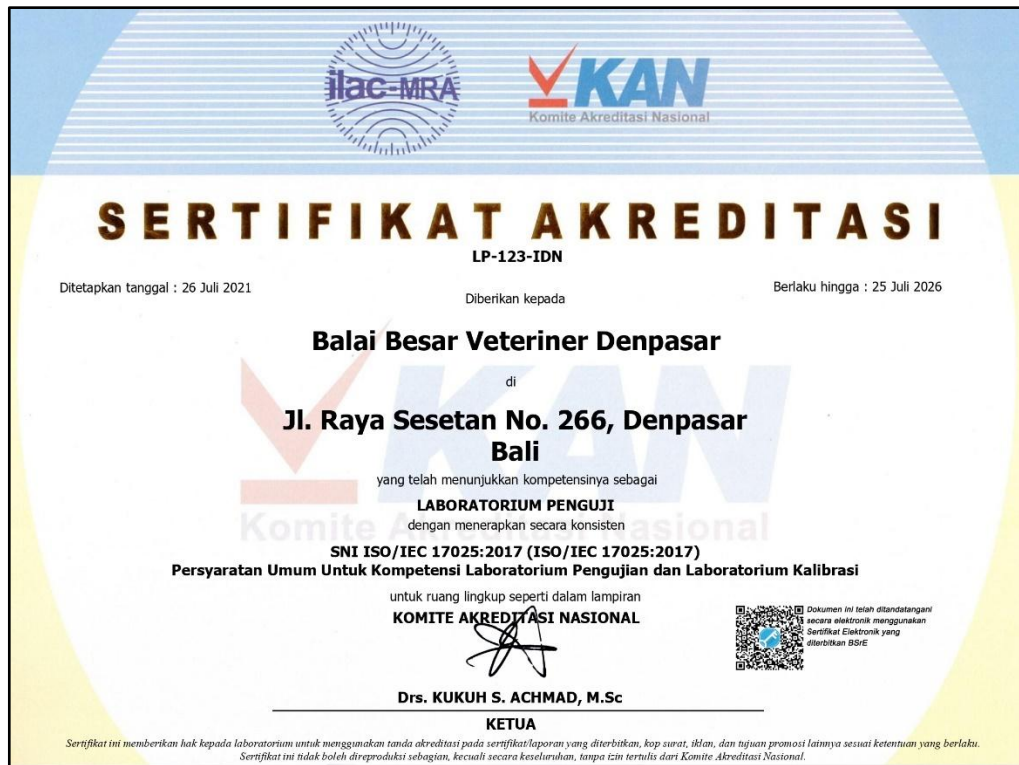 ilac-MRA
KAN
Komite Akreditasi Nasional
SERTIFIKAT AKREDITASI
LP-123-IDN
Ditetapkan tanggal : 26 Juli 2021
Berlaku hingga : 25 Juli 2026
Diberikan kepada
Balai Besar Veteriner Denpasar
di
Jl. Raya Sesetan No. 266, Denpasar
Bali
yang telah menunjukkan kompetensinya sebagai
LABORATORIUM PENGUJI
dengan menerapkan secara konsisten
KAN
Komite Akreditasi Nasional
SNI ISO/IEC 17025:2017 (ISO/IEC 17025:2017)
Persyaratan Umum Untuk Kompetensi Laboratorium Pengujian dan Laboratorium Kalibrasi
untuk ruang lingkup seperti dalam lampiran
KOMITE AKREDITASI NASIONAL
Dokumen ini telah ditandatangani
secara elektronik menggunakan
Sertifikat Elektronik yang
diterbitkan BSrE
Drs. KUKUH S. ACHMAD, M.Sc
KETUA
Sertifikat ini memberikan hak kepada laboratorium untuk menggunakan tanda akreditasi pada sertifikat/laporan yang diterbitkan, kop surat, iklan, dan tujuan promosi lainnya sesuai ketentuan yang berlaku.
Sertifikat ini tidak boleh direproduksi sebagian, kecuali secara keseluruhan, tanpa izin tertulis dari Komite Akreditasi Nasional.